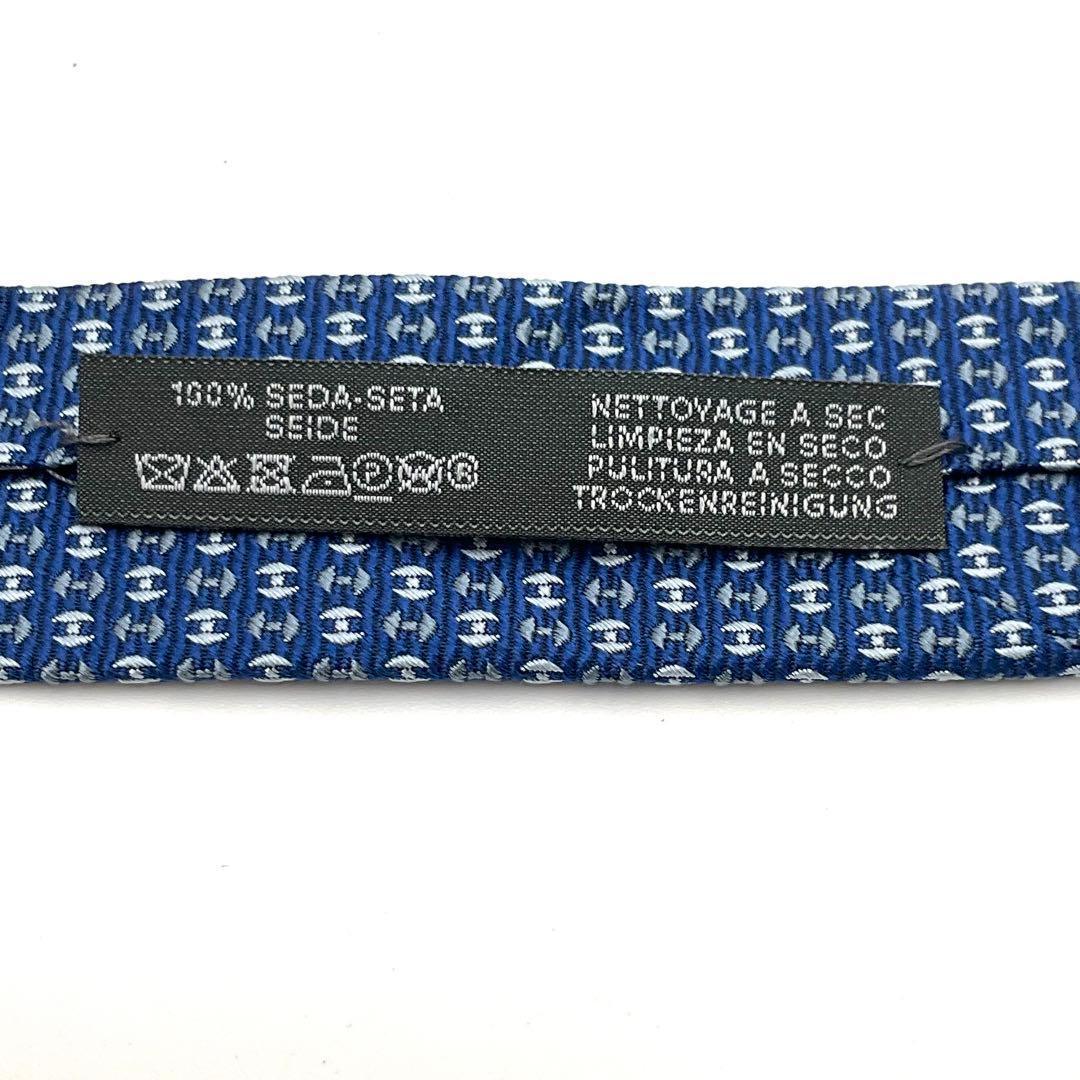 100% SEDA-SETA
SEIDE
P W ®
NETTOYAGE A SEC
LIMPIEZA EN SECO
PULITURA A SECCO
TROCKENREINIGUNG